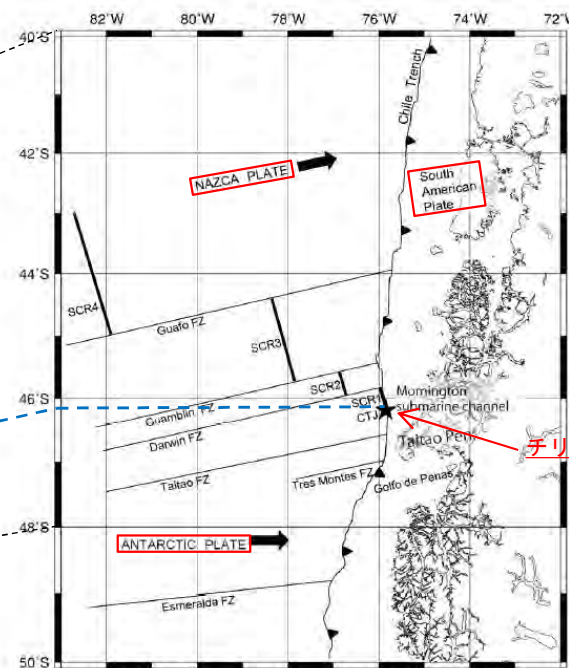 82°W 80°W 78°W 76°W 74°W 72°W
40°S
Chile Trench
42°S
NAZCA PLATE
South
American
Plate
44°S
SCR4
Guafo FZ
SCR3
46°S
Guamblin FZ
SCR2
SCR1
CTJ
Mornington
submarine channel
Darwin FZ
Taitao Pen
チリ
Taitao FZ
Tres Montes FZ
Golfo de Penas
48°S
ANTARCTIC PLATE
Esmeralda FZ
50°S